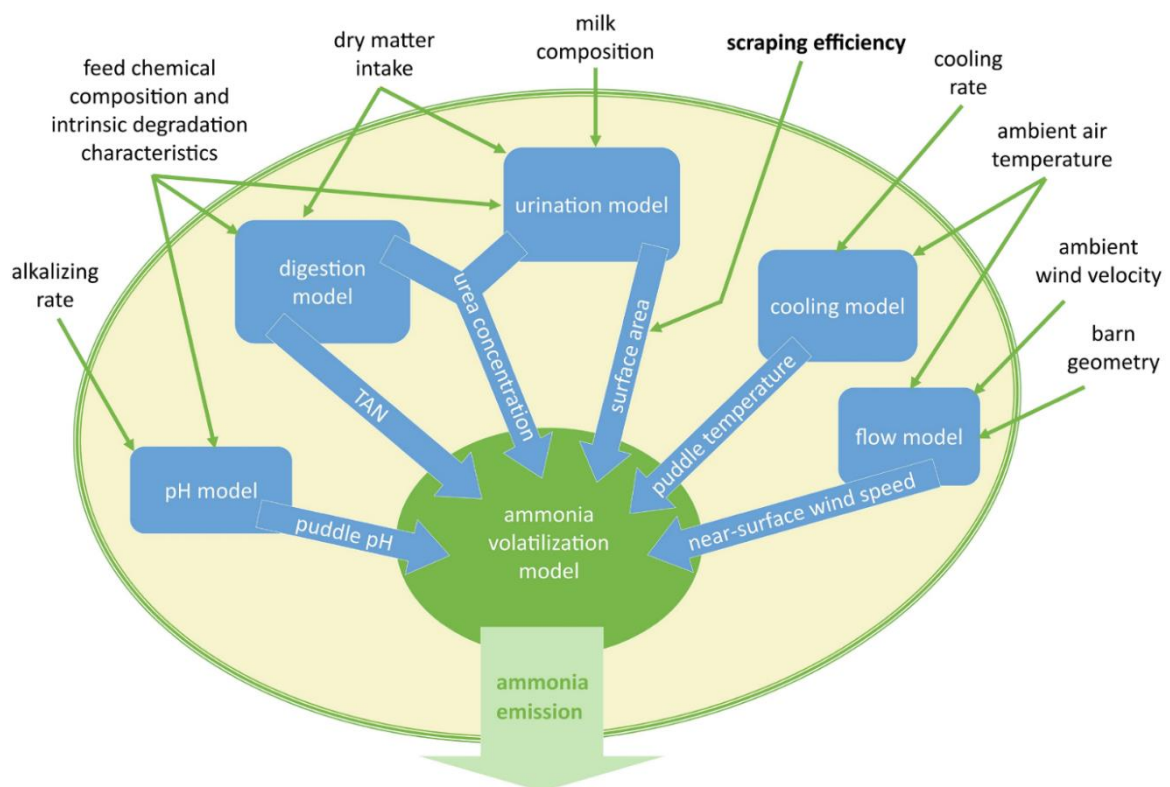 milk
composition
scraping efficiency
dry matter
intake
cooling
rate
feed chemical
composition and
intrinsic degradation
characteristics
ambient air
temperature
urination model
alkalizing
rate
digestion
model
ambient
wind velocity
cooling model
barn
geometry
urea concentration
surface area
TAN
puddle temperature
flow model
pH model
near-surface wind speed
puddle pH
ammonia
volatilization
model
ammonia
emission